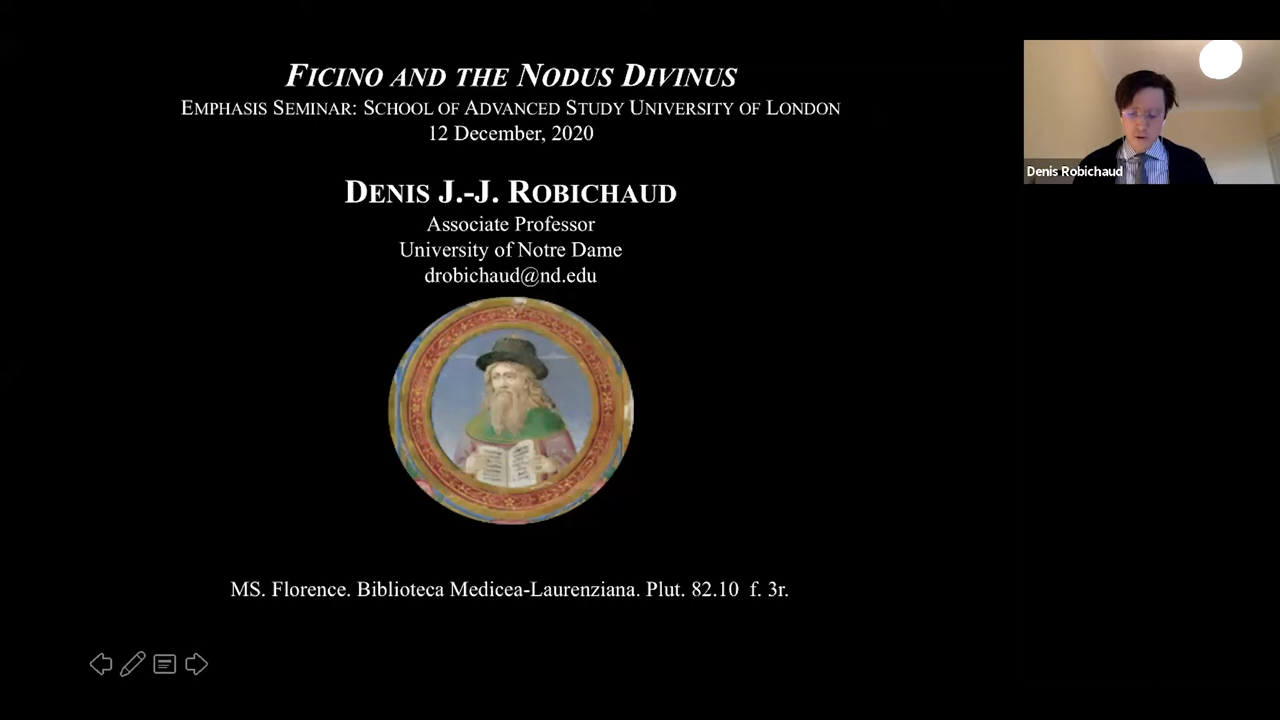 FICINO AND THE NODUS DIVINUS
EMPHASIS SEMINAR: SCHOOL OF ADVANCED STUDY UNIVERSITY OF LONDON
12 December, 2020
DENIS J.-J. ROBICHAUD
Associate Professor
University of Notre Dame
drobichaud@nd.edu
MS. Florence. Biblioteca Medicea-Laurenziana. Plut. 82.10 f. 3r.
Denis Robichaud